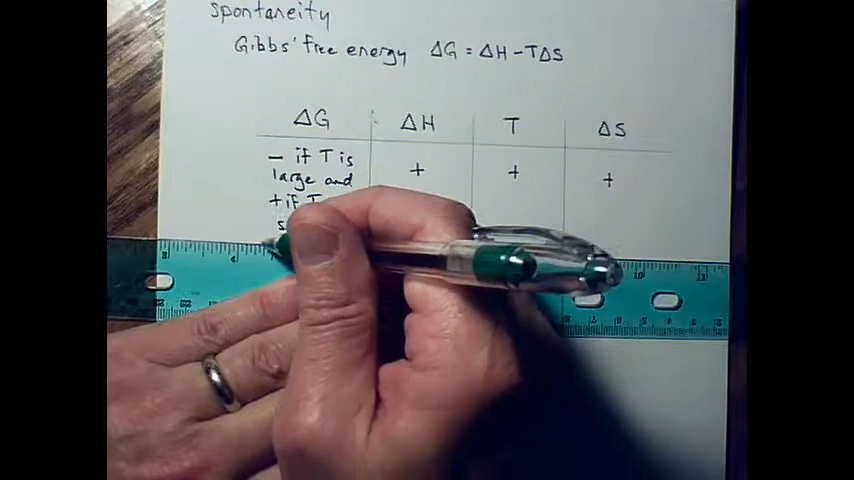 spontaneity
Gibbs' free energy ΔG = ΔH - TΔS
ΔG ΔH T ΔS
- if T is
large and + + +
+ if T